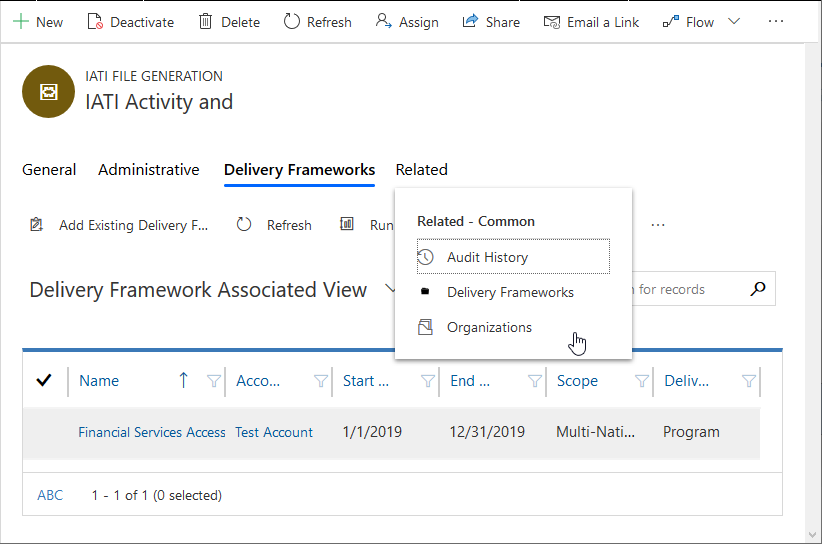 New Deactivate Delete Refresh Assign Share Email a Link Flow ...
IATI FILE GENERATION
IATI Activity and
General Administrative Delivery Frameworks Related
Add Existing Delivery F... Refresh Run ...
Related - Common
Audit History
Delivery Frameworks
Organizations
Delivery Framework Associated View for records
Name Acco... Start ... End ... Scope Deliv...
Financial Services Access Test Account 1/1/2019 12/31/2019 Multi-Nati... Program
ABC 1 - 1 of 1 (0 selected)